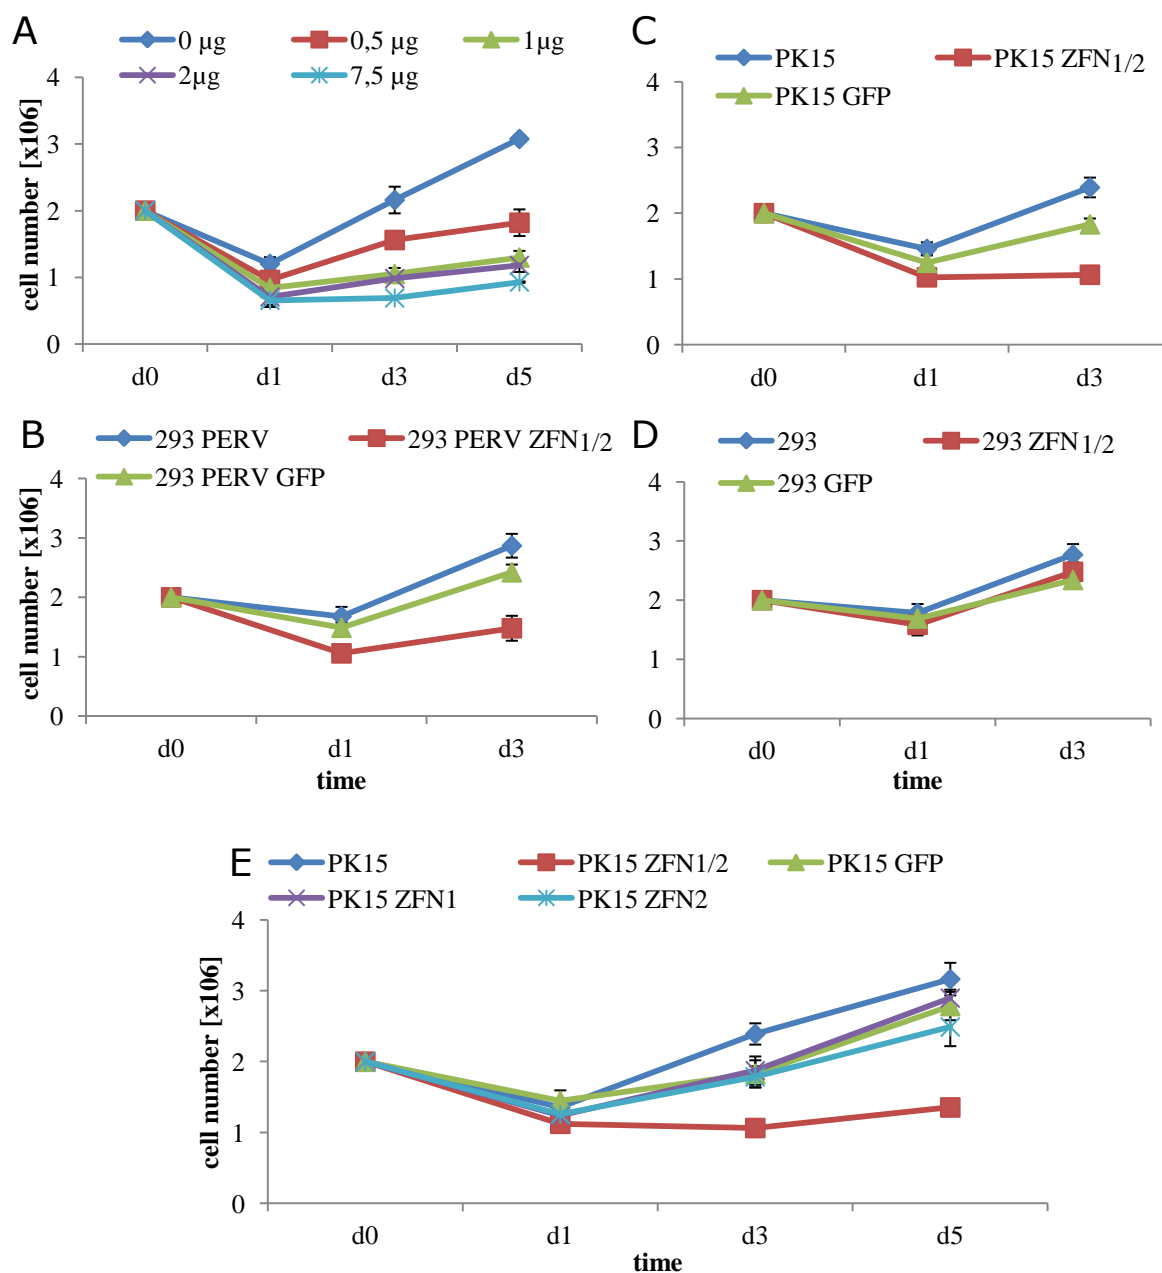 A
0 µg 0,5 µg 1µg
2µg 7,5 µg
cell number [x106]
4
3
2
1
0
d0 d1 d3 d5
C
PK15 PK15 ZFN1/2
PK15 GFP
4
3
2
1
0
d0 d1 d3
B
293 PERV 293 PERV ZFN1/2
293 PERV GFP
cell number [x106]
4
3
2
1
0
d0 d1 d3
time
D
293 293 ZFN1/2
293 GFP
4
3
2
1
0
d0 d1 d3
time
E
PK15 PK15 ZFN1/2 PK15 GFP
PK15 ZFN1 PK15 ZFN2
cell number [x106]
4
3
2
1
0
d0 d1 d3 d5
time